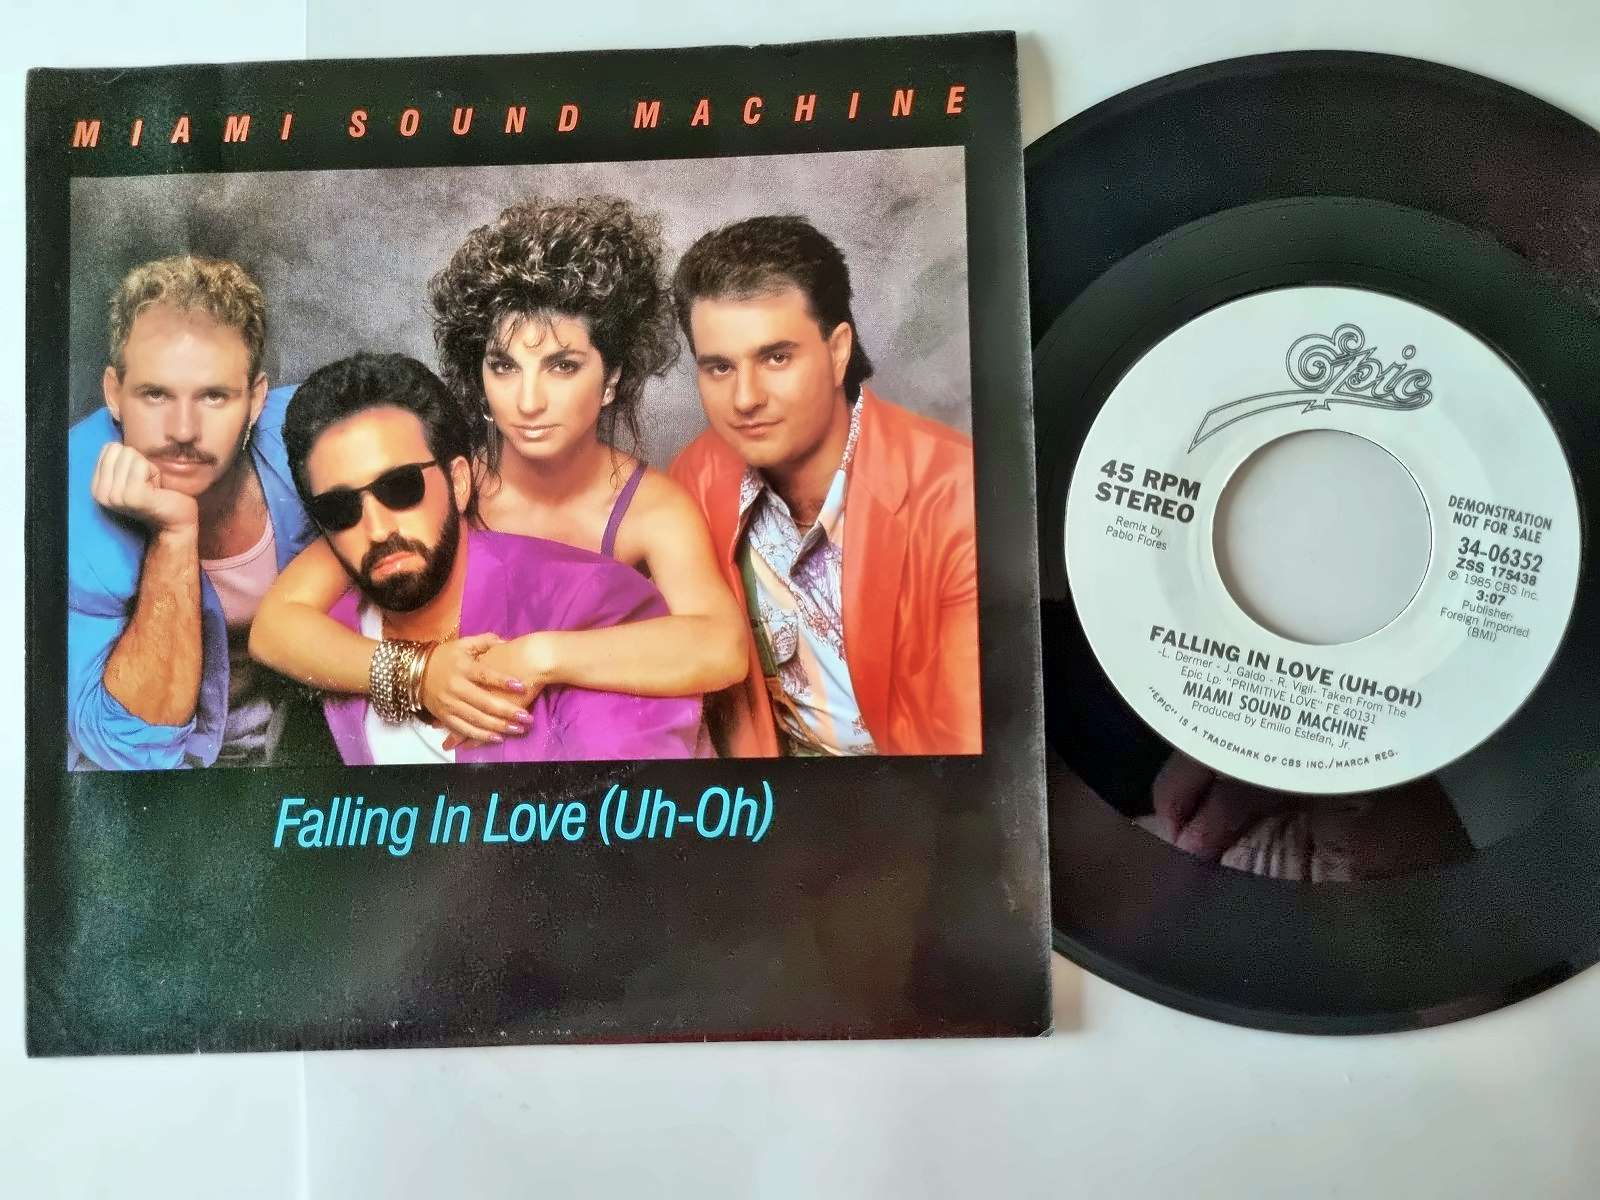 MIAMI SOUND MACHINE
Falling In Love (Uh-Oh)
Epic
45 RPM
STEREO
Remix by
Pablo Flores
DEMONSTRATION
NOT FOR SALE
34-06352
ZSS 175438
℗ 1985 CBS Inc.
3:07
Publisher:
Foreign Imported
(BMI)
FALLING IN LOVE (UH-OH)
-L. Dermer - J. Galdo - R. Vigil- Taken From The
Epic Lp: "PRIMITIVE LOVE" FE 40131
MIAMI SOUND MACHINE
Produced by Emilio Estefan, Jr.
"EPIC" IS A TRADEMARK OF CBS INC./MARCA REG.